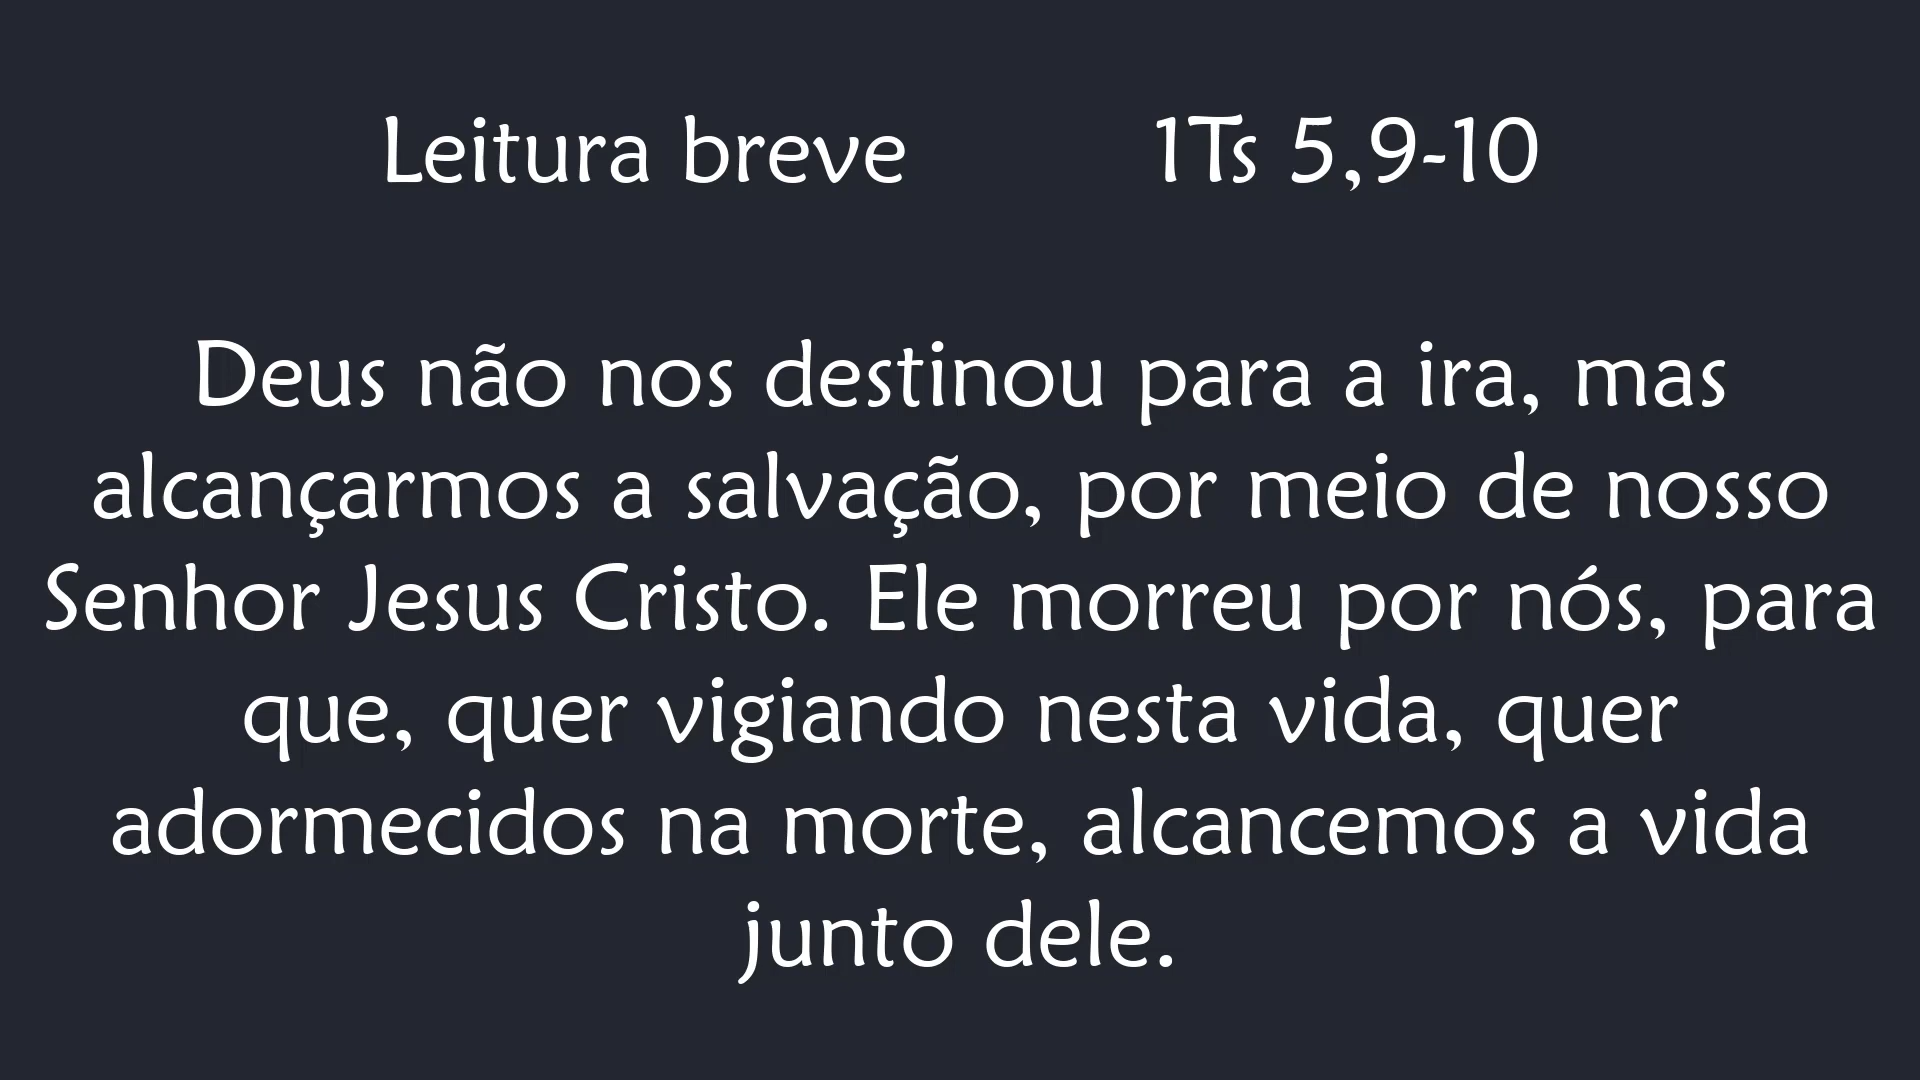 Leitura breve 1Ts 5,9-10
Deus não nos destinou para a ira, mas
alcançarmos a salvação, por meio de nosso
Senhor Jesus Cristo. Ele morreu por nós, para
que, quer vigiando nesta vida, quer
adormecidos na morte, alcancemos a vida
junto dele.